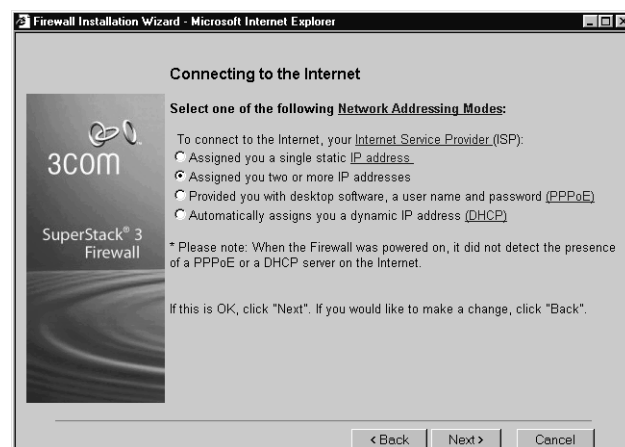 Firewall Installation Wizard - Microsoft Internet Explorer
Connecting to the Internet
Select one of the following Network Addressing Modes:
To connect to the Internet, your Internet Service Provider (ISP):
Assigned you a single static IP address
Assigned you two or more IP addresses
Provided you with desktop software, a user name and password (PPPoE)
Automatically assigns you a dynamic IP address (DHCP)
* Please note: When the Firewall was powered on, it did not detect the presence
of a PPPoE or a DHCP server on the Internet.
If this is OK, click "Next". If you would like to make a change, click "Back".
3COM
SuperStack® 3
Firewall
< Back
Next >
Cancel